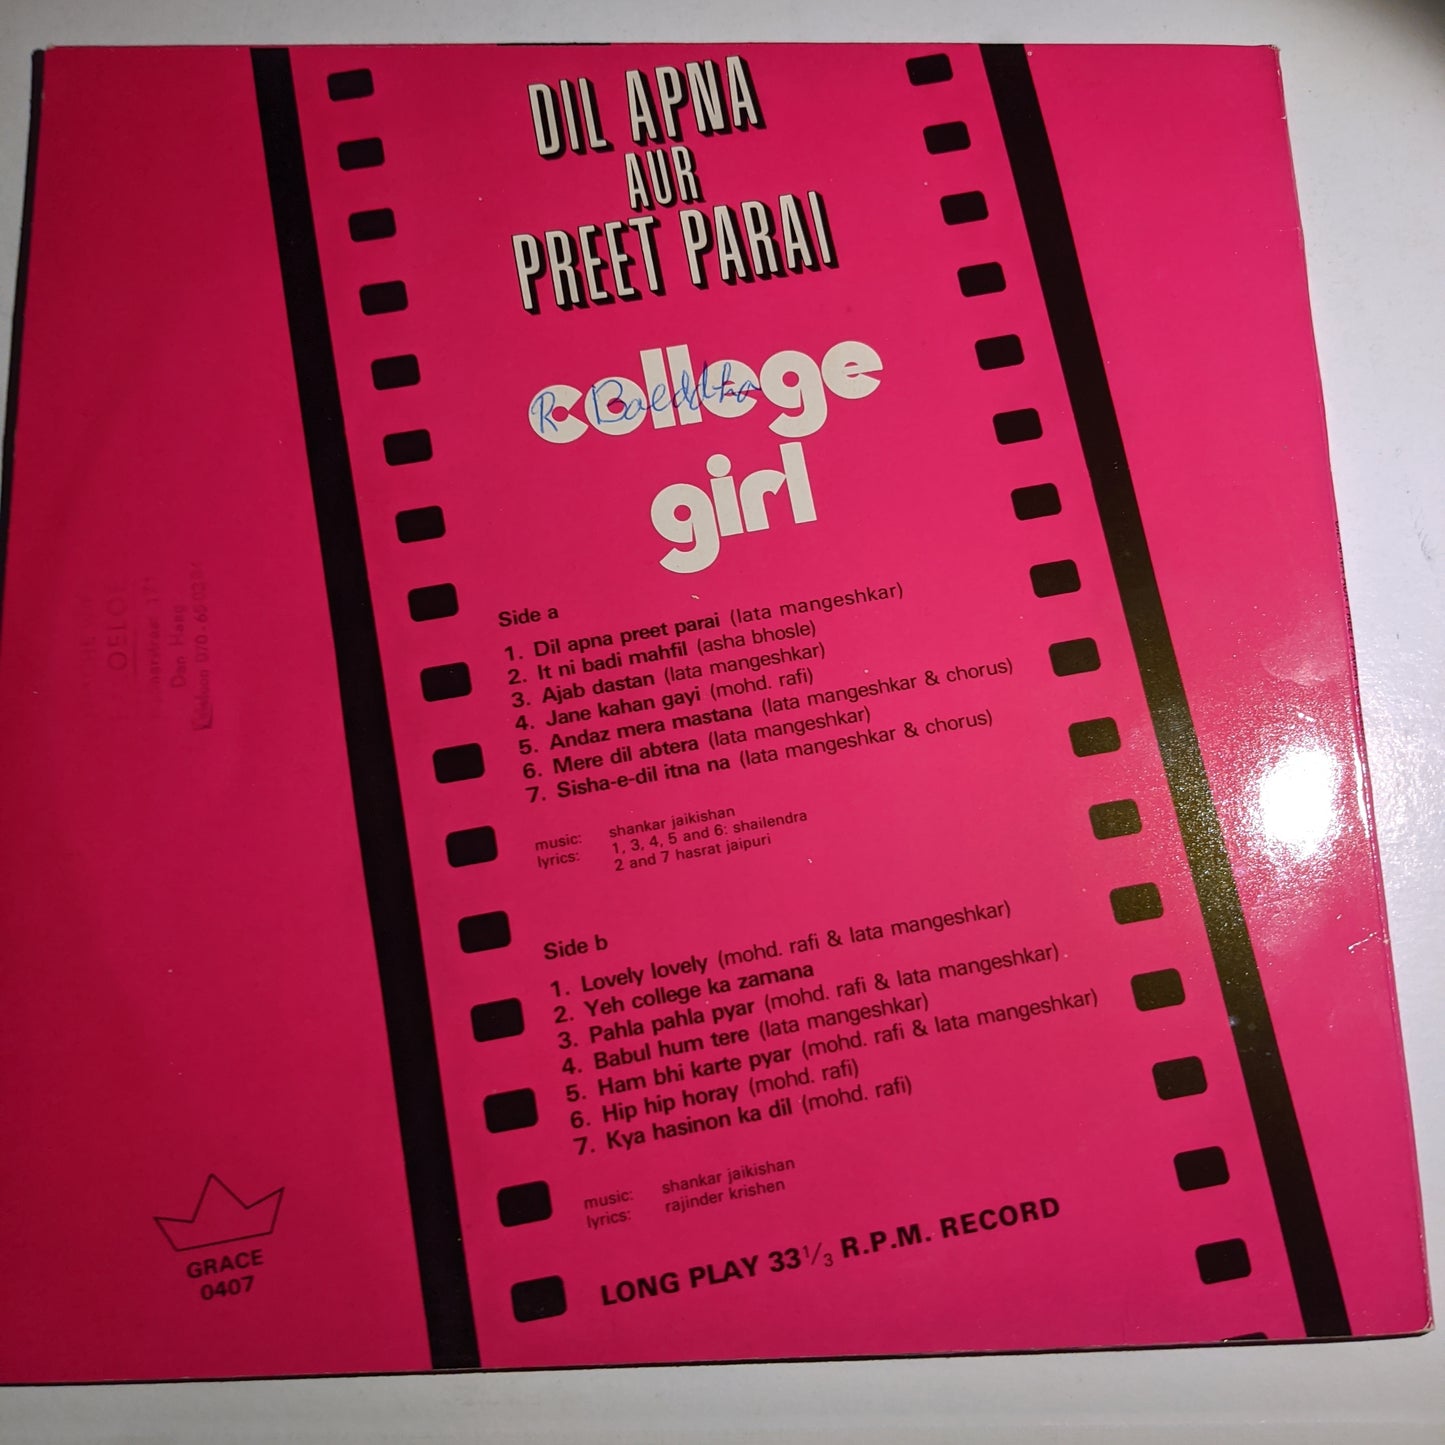 DIL APNA
AUR
PREET PARAI
college
girl
Side a
1. Dil apna preet parai (lata mangeshkar)
2. It ni badi mahfil (asha bhosle)
3. Ajab dastan (lata mangeshkar)
4. Jane kahan gayi (mohd. rafi)
5. Andaz mera mastana (lata mangeshkar & chorus)
6. Mere dil abtera (lata mangeshkar)
7. Sisha-e-dil itna na (lata mangeshkar & chorus)
music: shankar jaikishan
lyrics: 1, 3, 4, 5 and 6: shailendra
2 and 7 hasrat jaipuri
Side b
1. Lovely lovely (mohd. rafi & lata mangeshkar)
2. Yeh college ka zamana
3. Pahla pahla pyar (mohd. rafi & lata mangeshkar)
4. Babul hum tere (lata mangeshkar)
5. Ham bhi karte pyar (mohd. rafi & lata mangeshkar)
6. Hip hip horay (mohd. rafi)
7. Kya hasinon ka dil (mohd. rafi)
music: shankar jaikishan
lyrics: rajinder krishen
LONG PLAY 33 1/3 R.P.M. RECORD
GRACE
0407